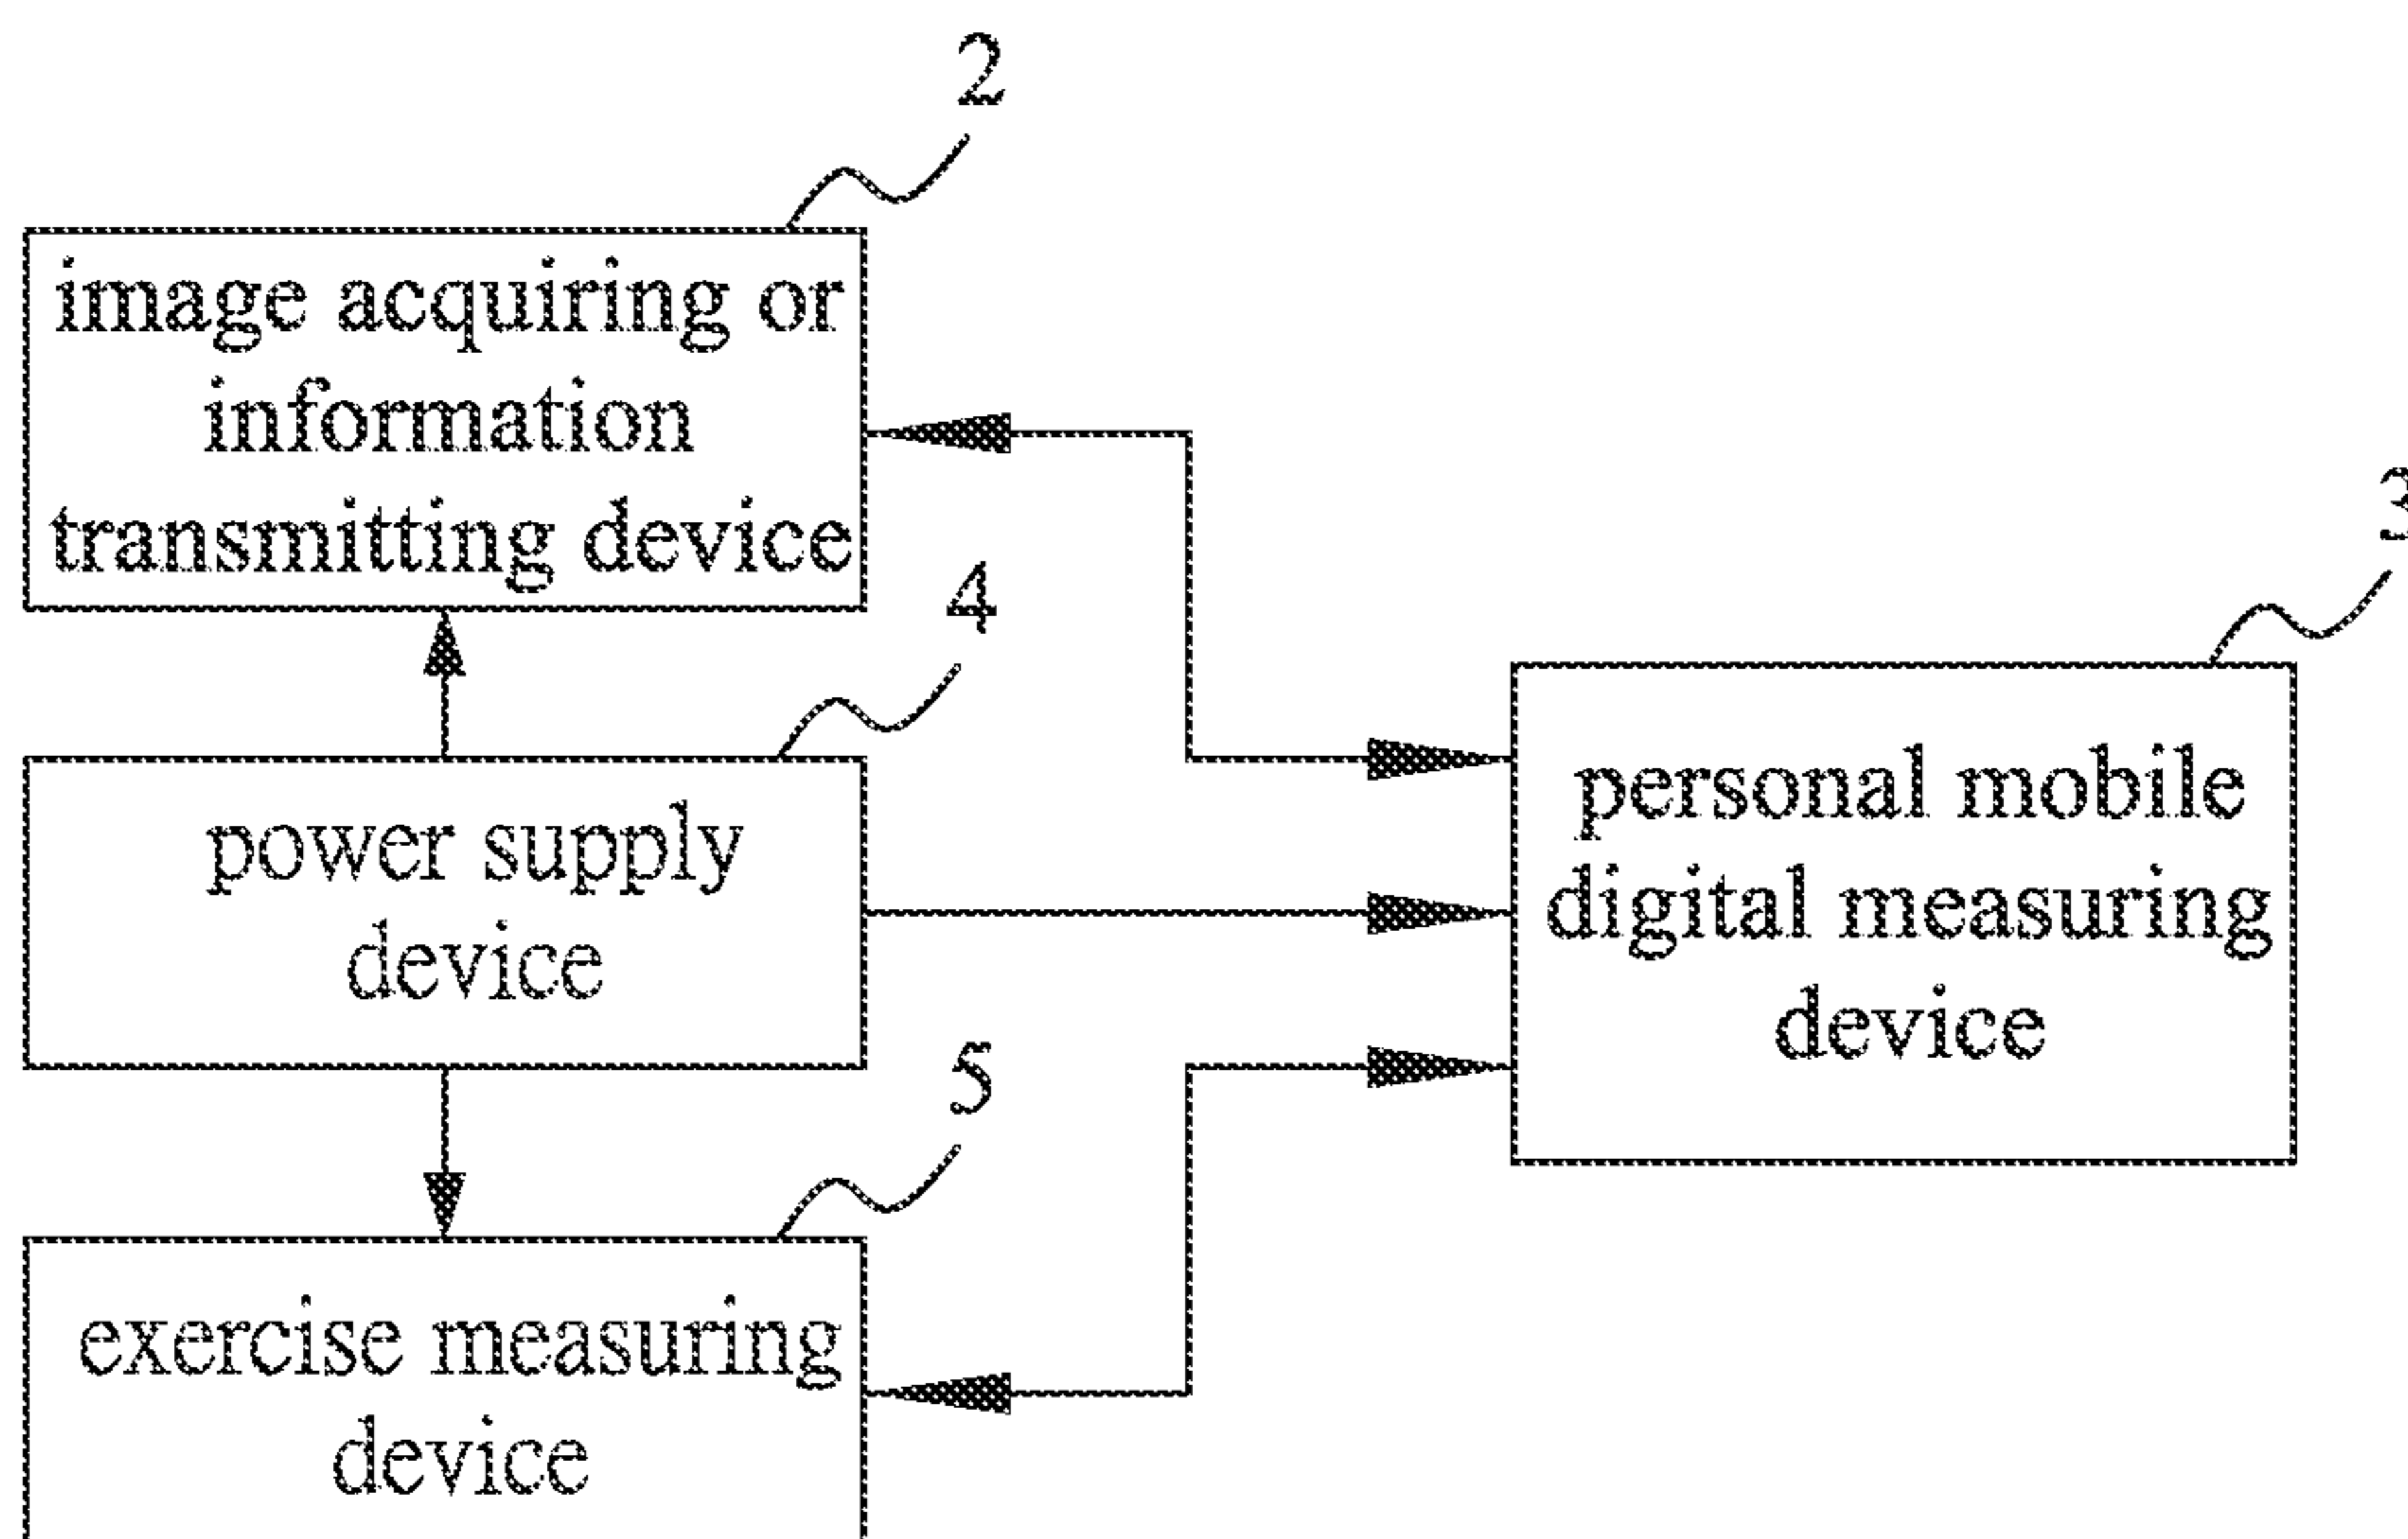 2
image acquiring or
information
transmitting device
4
power supply
device
3
personal mobile
digital measuring
device
5
exercise measuring
device